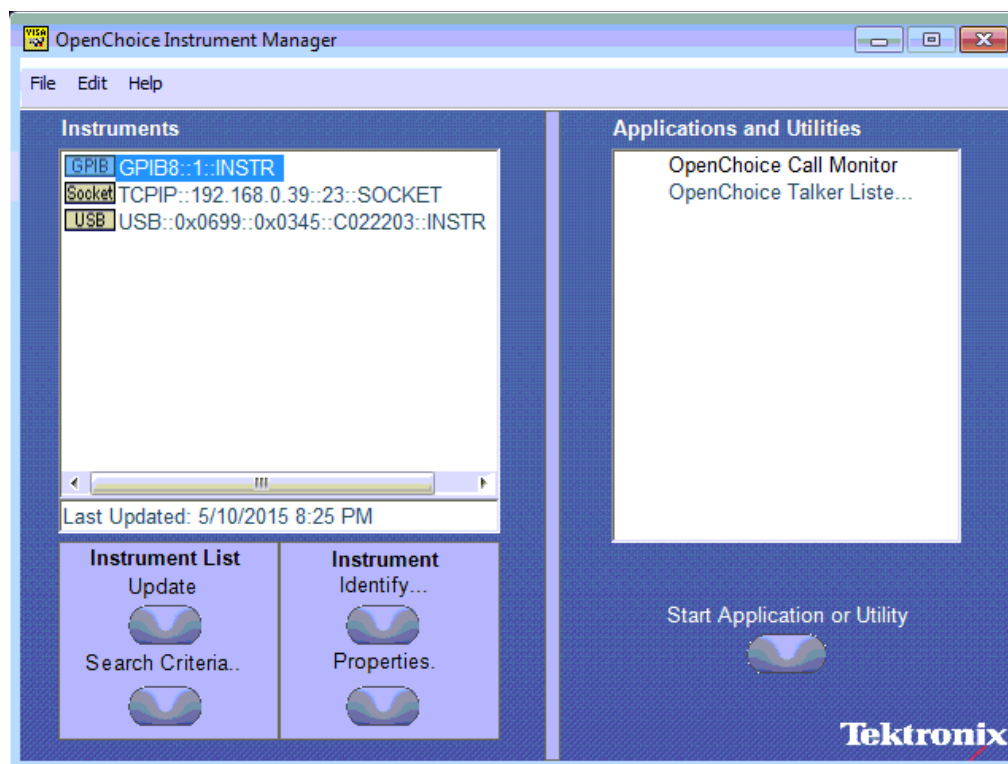 VISA
OpenChoice Instrument Manager
File Edit Help
Instruments
GPIB GPIB8::1::INSTR
Socket TCPIP::192.168.0.39::23::SOCKET
USB USB::0x0699::0x0345::C022203::INSTR
Last Updated: 5/10/2015 8:25 PM
Instrument List
Update
Search Criteria..
Instrument
Identify...
Properties.
Applications and Utilities
OpenChoice Call Monitor
OpenChoice Talker Liste...
Start Application or Utility
Tektronix